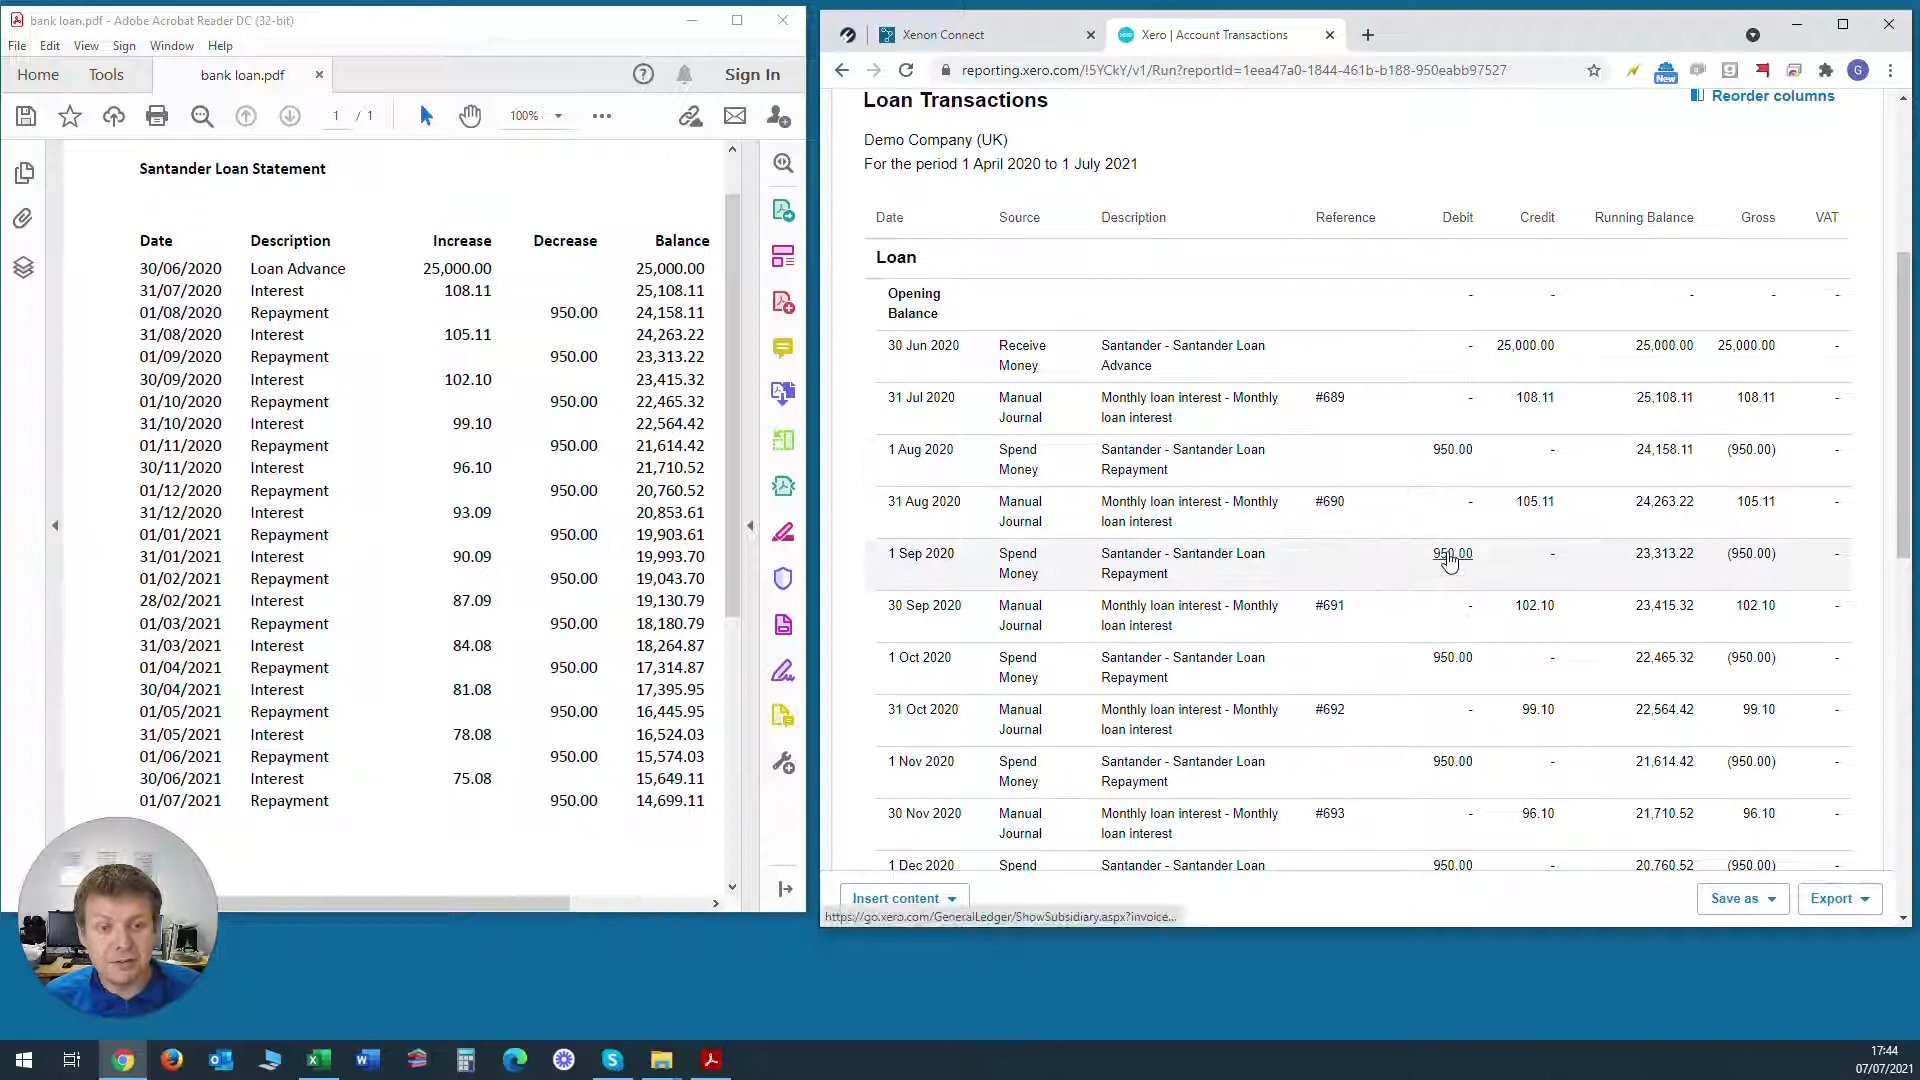 bank loan.pdf - Adobe Acrobat Reader DC (32-bit)
File Edit View Sign Window Help
Home Tools bank loan.pdf Sign In
1 / 1 100%
Santander Loan Statement
Date Description Increase Decrease Balance
30/06/2020 Loan Advance 25,000.00 25,000.00
31/07/2020 Interest 108.11 25,108.11
01/08/2020 Repayment 950.00 24,158.11
31/08/2020 Interest 105.11 24,263.22
01/09/2020 Repayment 950.00 23,313.22
30/09/2020 Interest 102.10 23,415.32
01/10/2020 Repayment 950.00 22,465.32
31/10/2020 Interest 99.10 22,564.42
01/11/2020 Repayment 950.00 21,614.42
30/11/2020 Interest 96.10 21,710.52
01/12/2020 Repayment 950.00 20,760.52
31/12/2020 Interest 93.09 20,853.61
01/01/2021 Repayment 950.00 19,903.61
31/01/2021 Interest 90.09 19,993.70
01/02/2021 Repayment 950.00 19,043.70
28/02/2021 Interest 87.09 19,130.79
01/03/2021 Repayment 950.00 18,180.79
31/03/2021 Interest 84.08 18,264.87
01/04/2021 Repayment 950.00 17,314.87
30/04/2021 Interest 81.08 17,395.95
01/05/2021 Repayment 950.00 16,445.95
31/05/2021 Interest 78.08 16,524.03
01/06/2021 Repayment 950.00 15,574.03
30/06/2021 Interest 75.08 15,649.11
01/07/2021 Repayment 950.00 14,699.11
Xenon Connect Xero | Account Transactions
reporting.xero.com/!5YCkY/v1/Run?reportId=1eea47a0-1844-461b-b188-950eabb97527
New G
Loan Transactions
Reorder columns
Demo Company (UK)
For the period 1 April 2020 to 1 July 2021
Date Source Description Reference Debit Credit Running Balance Gross VAT
Loan
Opening - - - - -
Balance
30 Jun 2020 Receive Santander - Santander Loan - 25,000.00 25,000.00 25,000.00 -
Money Advance
31 Jul 2020 Manual Monthly loan interest - Monthly #689 - 108.11 25,108.11 108.11 -
Journal loan interest
1 Aug 2020 Spend Santander - Santander Loan 950.00 - 24,158.11 (950.00) -
Money Repayment
31 Aug 2020 Manual Monthly loan interest - Monthly #690 - 105.11 24,263.22 105.11 -
Journal loan interest
1 Sep 2020 Spend Santander - Santander Loan 950.00 - 23,313.22 (950.00) -
Money Repayment
30 Sep 2020 Manual Monthly loan interest - Monthly #691 - 102.10 23,415.32 102.10 -
Journal loan interest
1 Oct 2020 Spend Santander - Santander Loan 950.00 - 22,465.32 (950.00) -
Money Repayment
31 Oct 2020 Manual Monthly loan interest - Monthly #692 - 99.10 22,564.42 99.10 -
Journal loan interest
1 Nov 2020 Spend Santander - Santander Loan 950.00 - 21,614.42 (950.00) -
Money Repayment
30 Nov 2020 Manual Monthly loan interest - Monthly #693 - 96.10 21,710.52 96.10 -
Journal loan interest
1 Dec 2020 Spend Santander - Santander Loan 950.00 - 20,760.52 (950.00) -
Insert content Save as Export
https://go.xero.com/GeneralLedger/ShowSubsidiary.aspx?invoice...
17:44
07/07/2021